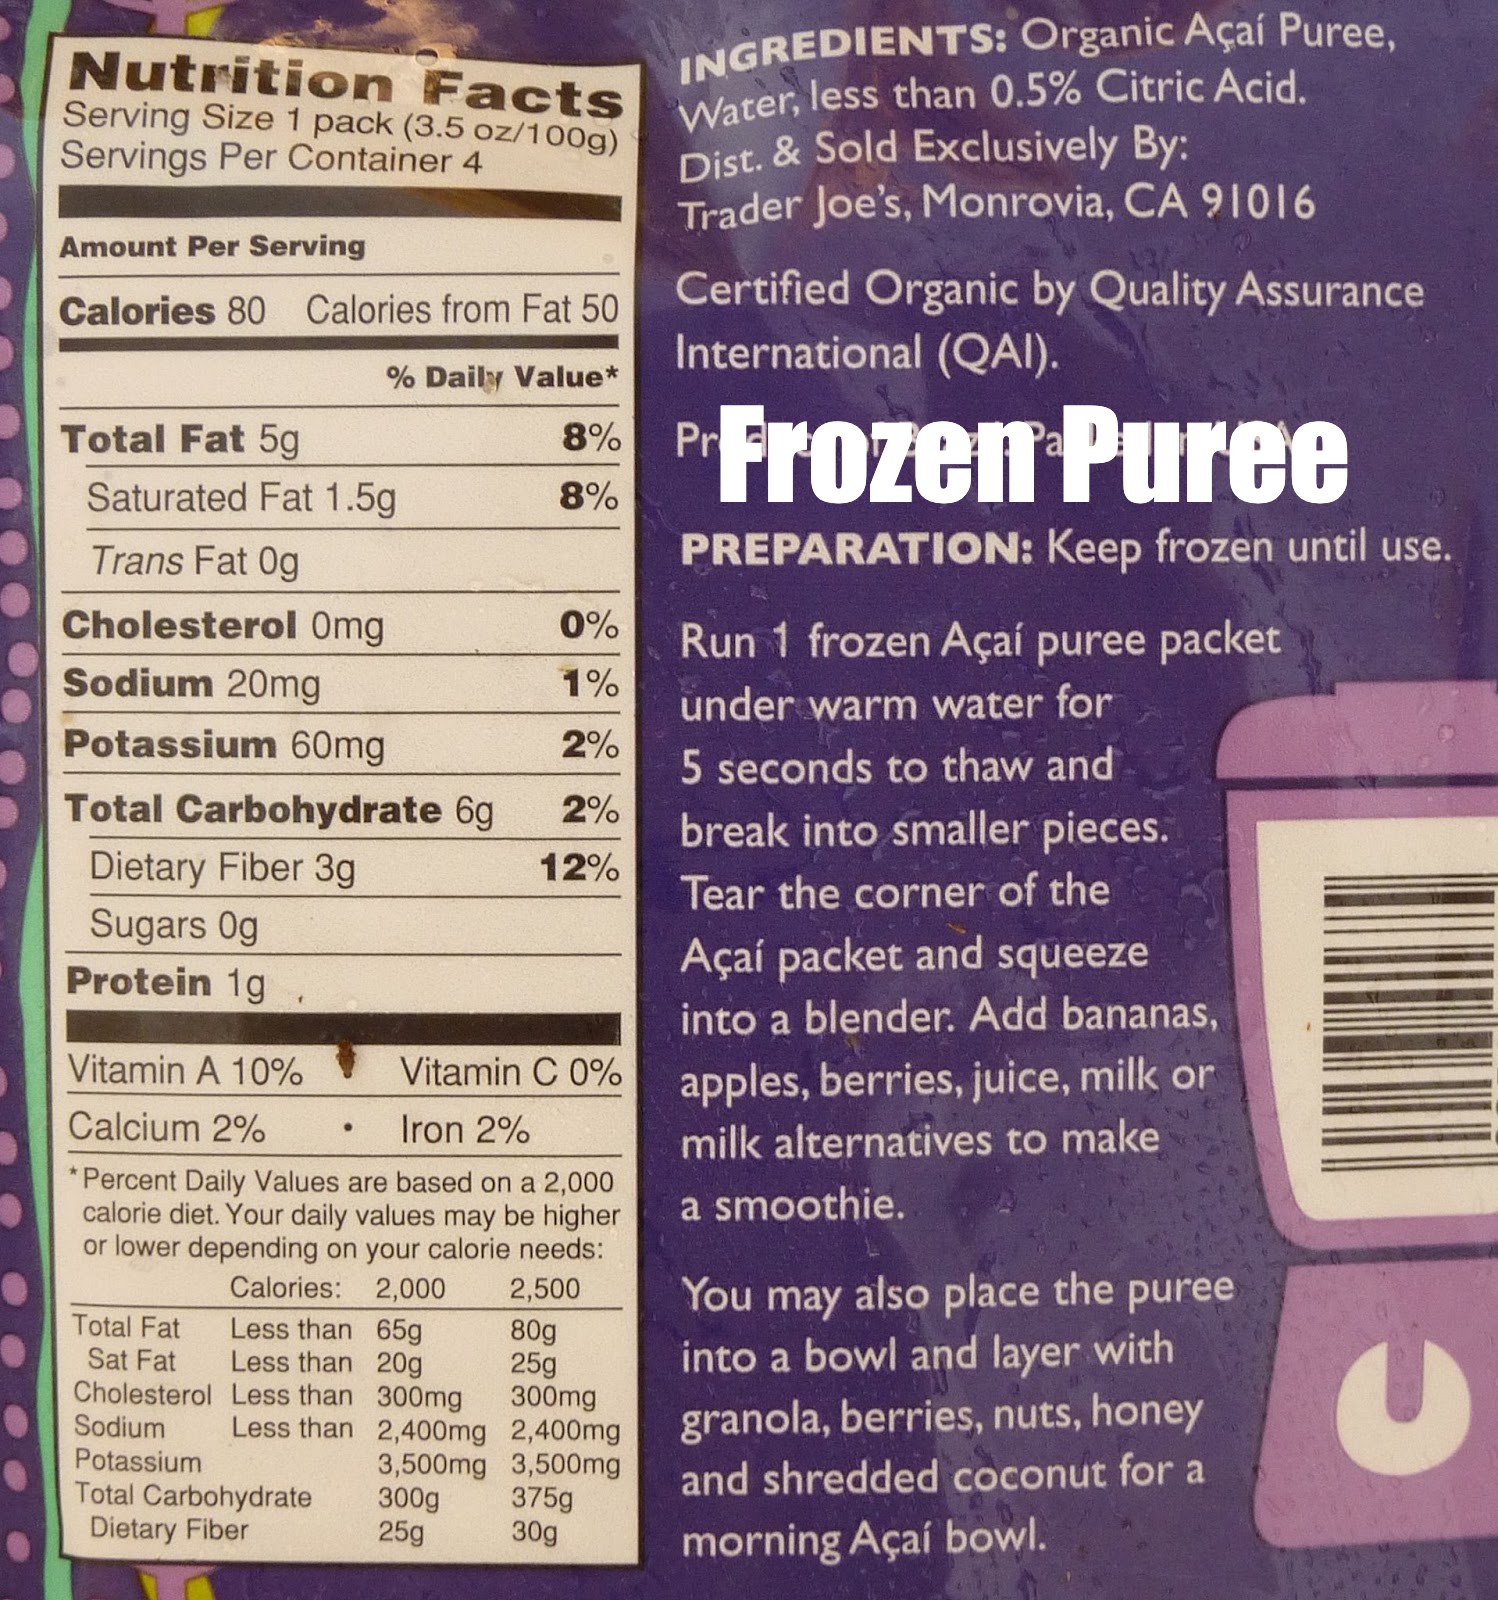 Nutrition Facts
Serving Size 1 pack (3.5 oz/100g)
Servings Per Container 4
Amount Per Serving
Calories 80 Calories from Fat 50
% Daily Value*
Total Fat 5g 8%
Saturated Fat 1.5g 8%
Trans Fat 0g
Cholesterol 0mg 0%
Sodium 20mg 1%
Potassium 60mg 2%
Total Carbohydrate 6g 2%
Dietary Fiber 3g 12%
Sugars 0g
Protein 1g
Vitamin A 10% Vitamin C 0%
Calcium 2% • Iron 2%
*Percent Daily Values are based on a 2,000
calorie diet. Your daily values may be higher
or lower depending on your calorie needs:
Calories: 2,000 2,500
Total Fat Less than 65g 80g
Sat Fat Less than 20g 25g
Cholesterol Less than 300mg 300mg
Sodium Less than 2,400mg 2,400mg
Potassium 3,500mg 3,500mg
Total Carbohydrate 300g 375g
Dietary Fiber 25g 30g
INGREDIENTS: Organic Açaí Puree,
Water, less than 0.5% Citric Acid.
Dist. & Sold Exclusively By:
Trader Joe's, Monrovia, CA 91016
Certified Organic by Quality Assurance
International (QAI).
Frozen Puree
PREPARATION: Keep frozen until use.
Run 1 frozen Açaí puree packet
under warm water for
5 seconds to thaw and
break into smaller pieces.
Tear the corner of the
Açaí packet and squeeze
into a blender. Add bananas,
apples, berries, juice, milk or
milk alternatives to make
a smoothie.
You may also place the puree
into a bowl and layer with
granola, berries, nuts, honey
and shredded coconut for a
morning Açaí bowl.